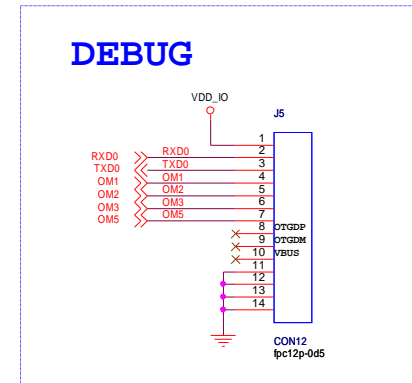 DEBUG
VDD_IO
J5
1
RXD0 RXD0 2
TXD0 TXD0 3
OM1 OM1 4
OM2 OM2 5
OM3 OM3 6
OM5 OM5 7
8 OTGDP
9 OTGDM
10 VBUS
11
12
13
14
CON12
fpc12p-0d5